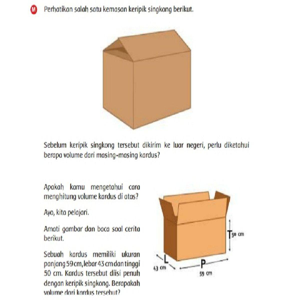 Perhatikan salah satu kemasan keripik singkong berikut.
Sebelum keripik singkong tersebut dikirim ke luar negeri, perlu diketahui
berapa volume dari masing-masing kardus?
Apakah kamu mengetahui cara
menghitung volume kardus di atas?
Ayo, kita pelajari.
Amati gambar dan baca soal cerita
berikut.
Sebuah kardus memiliki ukuran
panjang 59 cm, lebar 43 cm dan tinggi
50 cm. Kardus tersebut diisi penuh
dengan keripik singkong. Berapakah
volume dari kardus tersebut?
T
50 cm
L
43 cm
P
59 cm